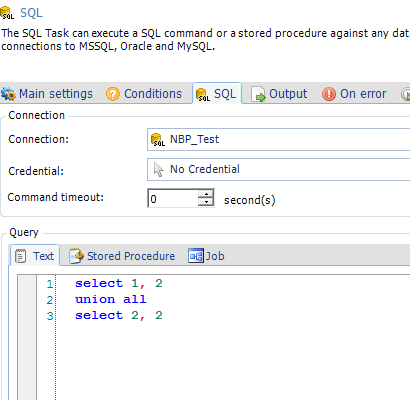 SQL
The SQL Task can execute a SQL command or a stored procedure against any dat
connections to MSSQL, Oracle and MySQL.
Main settings Conditions SQL Output On error
Connection
Connection: NBP_Test
Credential: No Credential
Command timeout: 0 second(s)
Query
Text Stored Procedure Job
1 select 1, 2
2 union all
3 select 2, 2